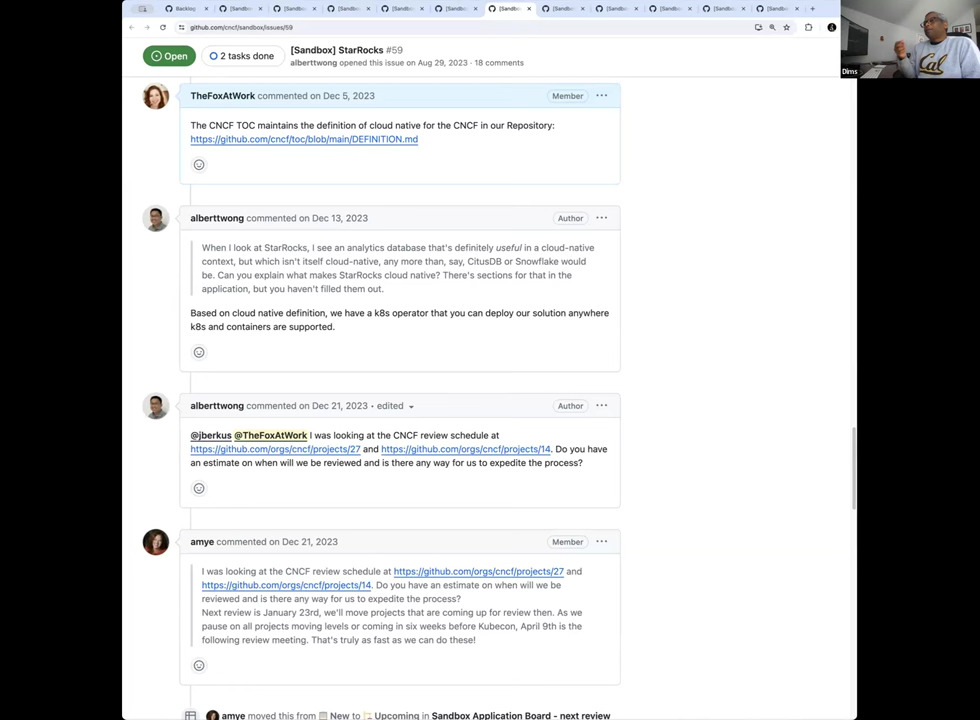 Backlog
[Sandbox]
[Sandbox]
[Sandbox]
[Sandbox]
[Sandbox]
[Sandbox]
[Sandbox]
[Sandbox]
[Sandbox]
[Sandbox]
[Sandbox]
github.com/cncf/sandbox/issues/59
Dims
Cal
Open
2 tasks done
[Sandbox] StarRocks #59
alberttwong opened this issue on Aug 29, 2023 · 18 comments
TheFoxAtWork commented on Dec 5, 2023
Member
The CNCF TOC maintains the definition of cloud native for the CNCF in our Repository:
https://github.com/cncf/toc/blob/main/DEFINITION.md
alberttwong commented on Dec 13, 2023
Author
When I look at StarRocks, I see an analytics database that's definitely useful in a cloud-native
context, but which isn't itself cloud-native, any more than, say, CitusDB or Snowflake would
be. Can you explain what makes StarRocks cloud native? There's sections for that in the
application, but you haven't filled them out.
Based on cloud native definition, we have a k8s operator that you can deploy our solution anywhere
k8s and containers are supported.
alberttwong commented on Dec 21, 2023 • edited
Author
@jberkus @TheFoxAtWork I was looking at the CNCF review schedule at
https://github.com/orgs/cncf/projects/27 and https://github.com/orgs/cncf/projects/14. Do you have
an estimate on when will we be reviewed and is there any way for us to expedite the process?
amye commented on Dec 21, 2023
Member
I was looking at the CNCF review schedule at https://github.com/orgs/cncf/projects/27 and
https://github.com/orgs/cncf/projects/14. Do you have an estimate on when will we be
reviewed and is there any way for us to expedite the process?
Next review is January 23rd, we'll move projects that are coming up for review then. As we
pause on all projects moving levels or coming in six weeks before Kubecon, April 9th is the
following review meeting. That's truly as fast as we can do these!
amye moved this from New to Upcoming in Sandbox Application Board - next review